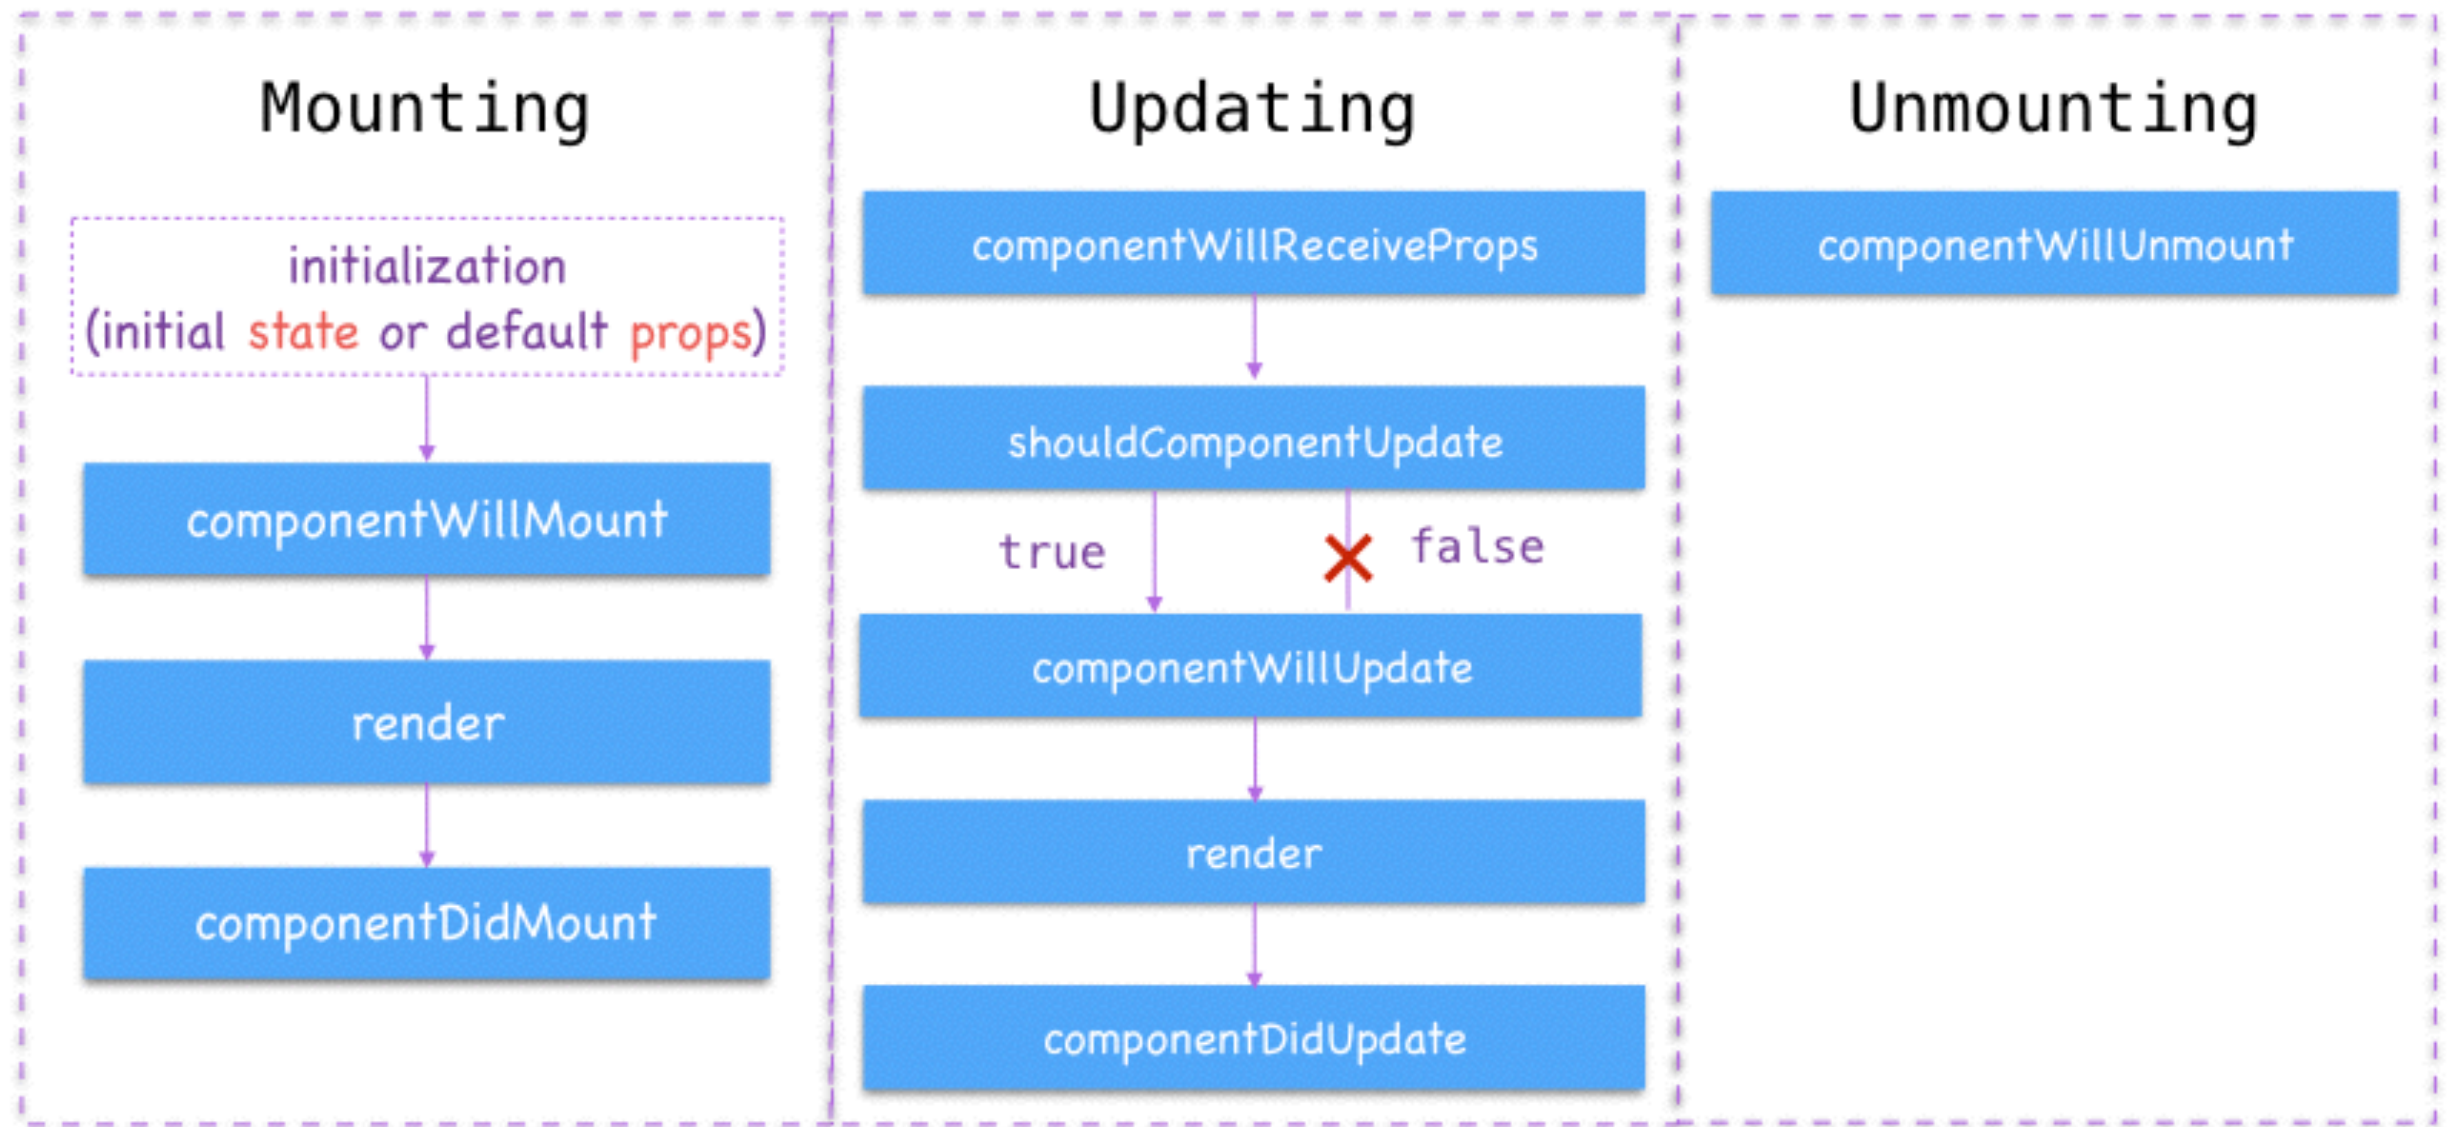 Mounting
initialization
(initial state or default props)
componentWillMount
render
componentDidMount
Updating
componentWillReceiveProps
shouldComponentUpdate
true
false
componentWillUpdate
render
componentDidUpdate
Unmounting
componentWillUnmount